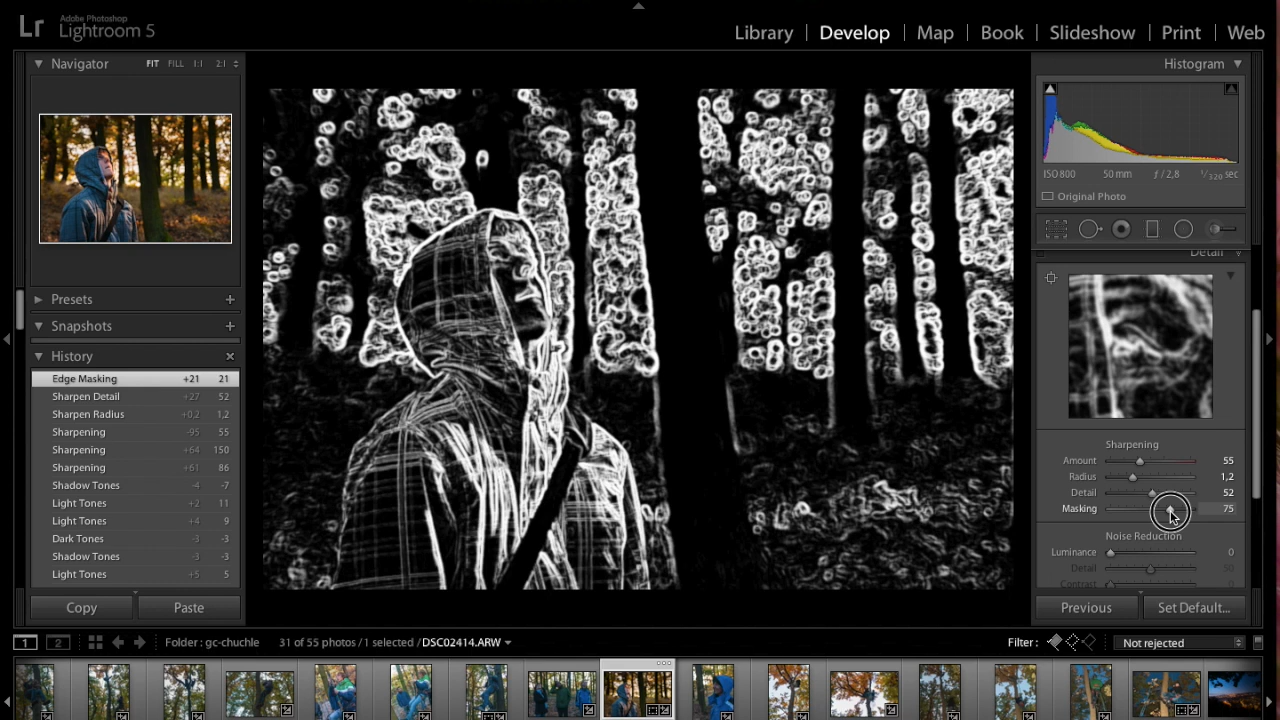 Lr Adobe Photoshop
Lightroom 5
Library | Develop | Map | Book | Slideshow | Print | Web
Navigator FIT FILL 1:1 2:1
Histogram
ISO 800 50 mm ƒ / 2,8 1/320 sec
Original Photo
Detail
Presets
Snapshots
History
Edge Masking +21 21
Sharpen Detail +27 52
Sharpen Radius +0,2 1,2
Sharpening -95 55
Sharpening +64 150
Sharpening +61 86
Shadow Tones -4 -7
Light Tones +2 11
Light Tones +4 9
Dark Tones -3 -3
Shadow Tones -3 -3
Light Tones +5 5
Copy Paste
Sharpening
Amount 55
Radius 1,2
Detail 52
Masking 75
Noise Reduction
Luminance 0
Detail 50
Contrast 0
Previous Set Default...
1 2 Folder : gc-chuchle 31 of 55 photos / 1 selected / DSC02414.ARW
Filter : Not rejected